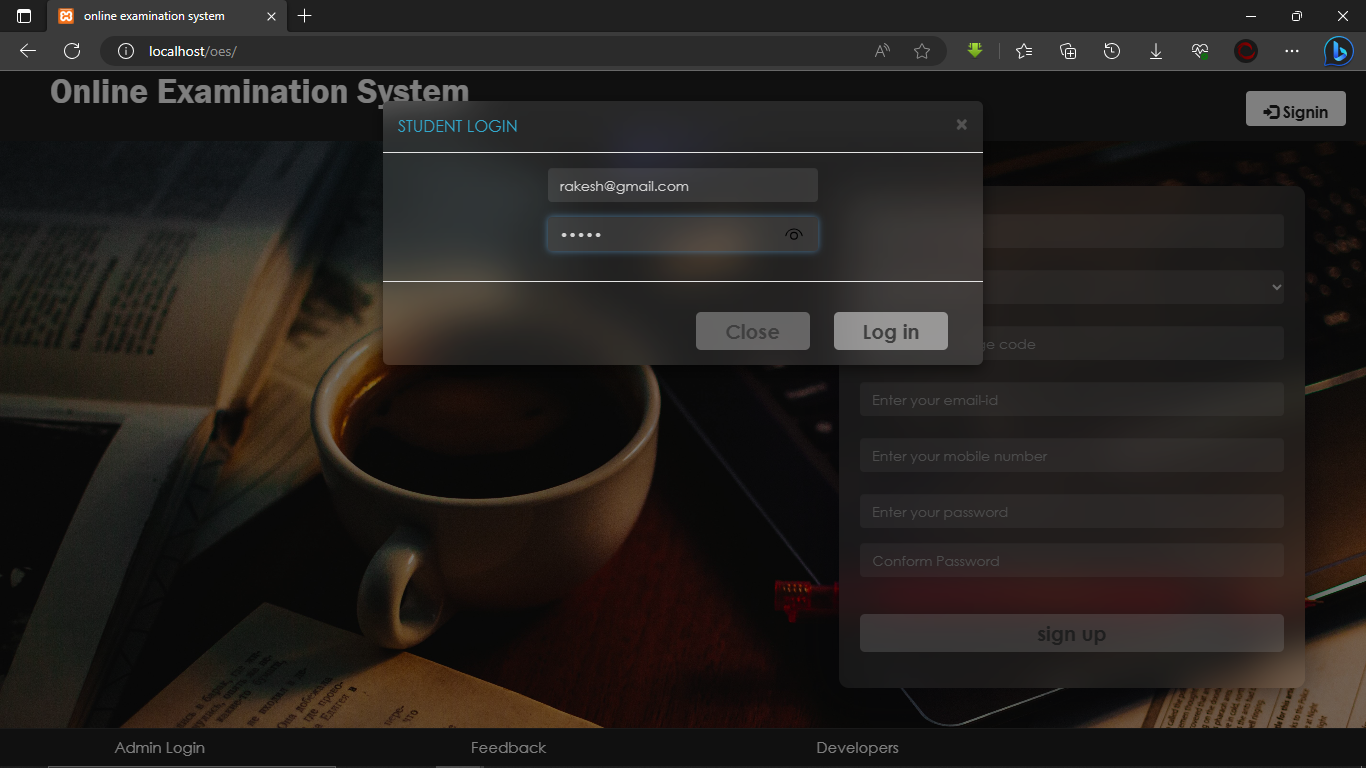 online examination system
localhost/oes/
Online Examination System
Signin
STUDENT LOGIN
×
rakesh@gmail.com
•••••
Close
Log in
ge code
Enter your email-id
Enter your mobile number
Enter your password
Conform Password
sign up
Admin Login
Feedback
Developers